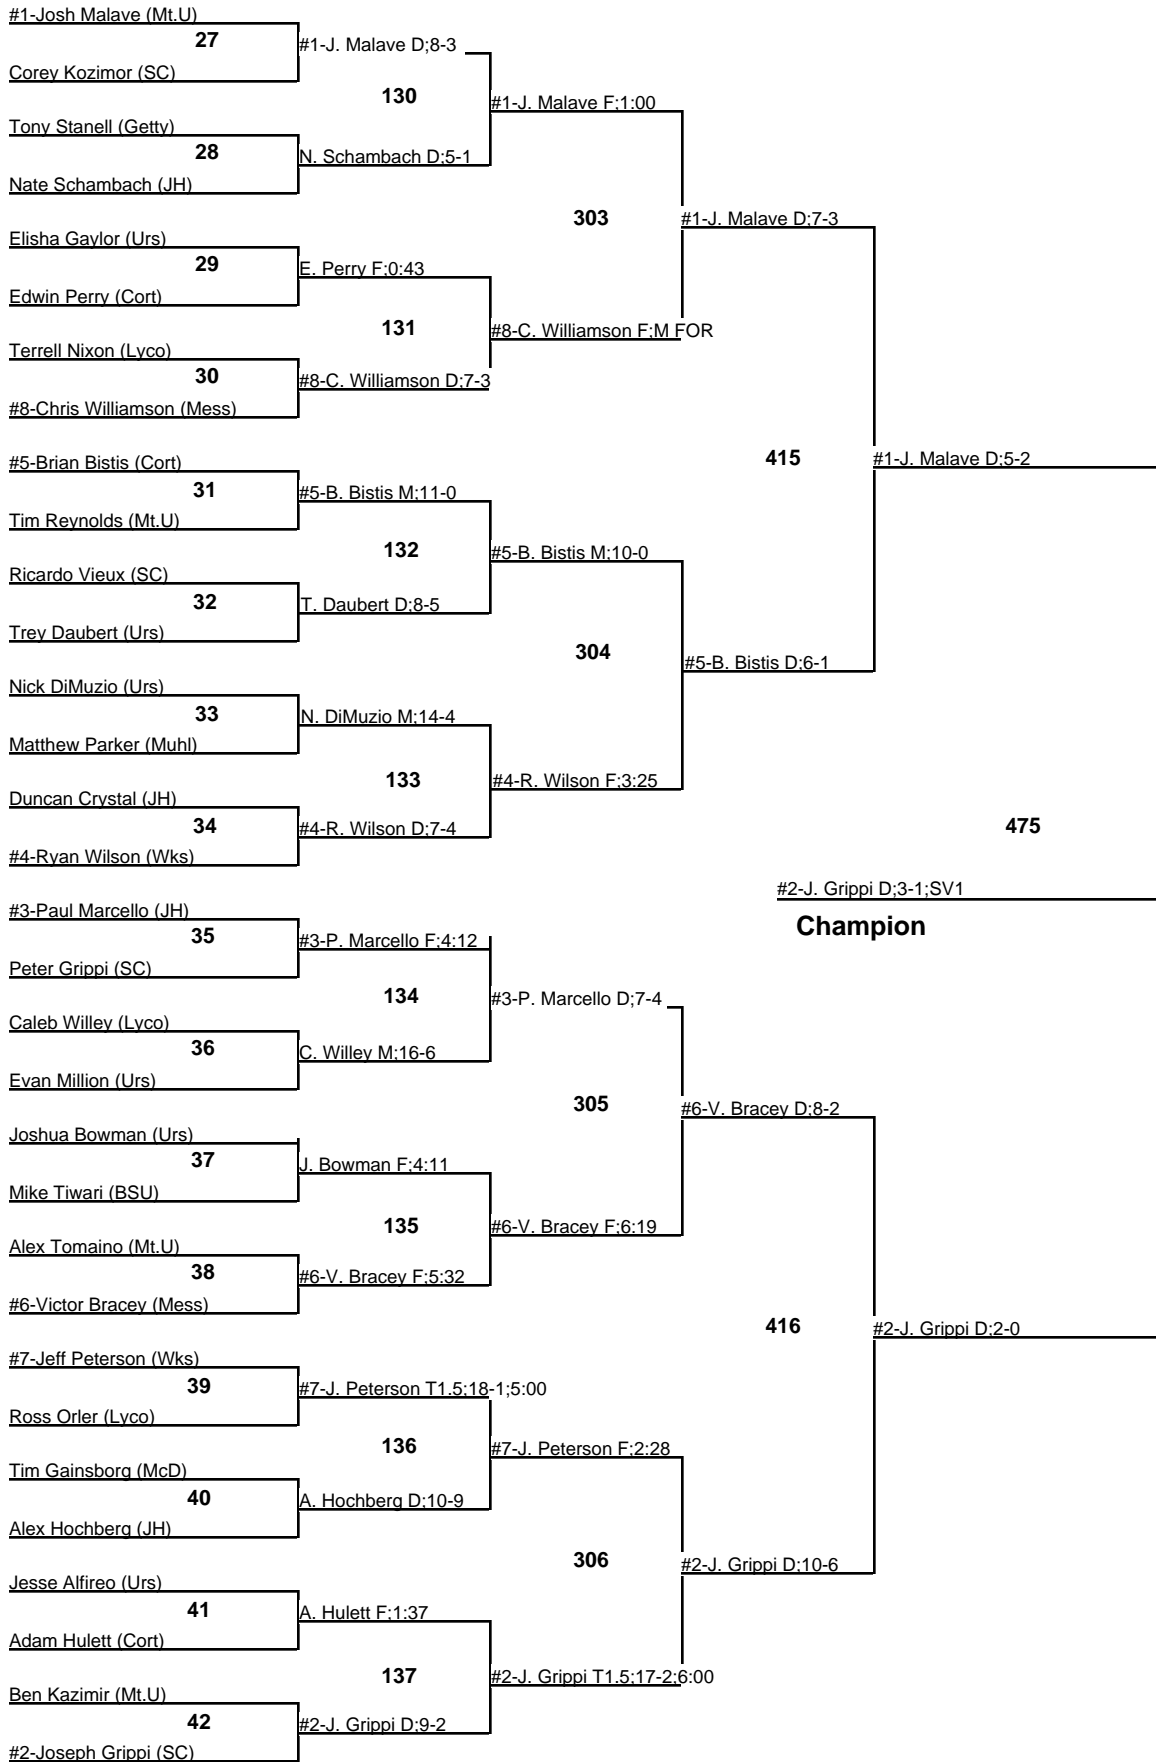 #1-Josh Malave (Mt.U)
27
#1-J. Malave D;8-3
Corey Kozimor (SC)
130
#1-J. Malave F;1:00
Tony Stanell (Getty)
28
N. Schambach D;5-1
Nate Schambach (JH)
303
#1-J. Malave D;7-3
Elisha Gaylor (Urs)
29
E. Perry F;0:43
Edwin Perry (Cort)
131
#8-C. Williamson F;M FOR
Terrell Nixon (Lyco)
30
#8-C. Williamson D;7-3
#8-Chris Williamson (Mess)
415
#1-J. Malave D;5-2
#5-Brian Bistis (Cort)
31
#5-B. Bistis M;11-0
Tim Reynolds (Mt.U)
132
#5-B. Bistis M;10-0
Ricardo Vieux (SC)
32
T. Daubert D;8-5
Trey Daubert (Urs)
304
#5-B. Bistis D;6-1
Nick DiMuzio (Urs)
33
N. DiMuzio M;14-4
Matthew Parker (Muhl)
133
#4-R. Wilson F;3:25
Duncan Crystal (JH)
34
#4-R. Wilson D;7-4
#4-Ryan Wilson (Wks)
475
#2-J. Grippi D;3-1;SV1
Champion
#3-Paul Marcello (JH)
35
#3-P. Marcello F;4:12
Peter Grippi (SC)
134
#3-P. Marcello D;7-4
Caleb Willey (Lyco)
36
C. Willey M;16-6
Evan Million (Urs)
305
#6-V. Bracey D;8-2
Joshua Bowman (Urs)
37
J. Bowman F;4:11
Mike Tiwari (BSU)
135
#6-V. Bracey F;6:19
Alex Tomaino (Mt.U)
38
#6-V. Bracey F;5:32
#6-Victor Bracey (Mess)
416
#2-J. Grippi D;2-0
#7-Jeff Peterson (Wks)
39
#7-J. Peterson T1.5;18-1;5:00
Ross Orler (Lyco)
136
#7-J. Peterson F;2:28
Tim Gainsborg (McD)
40
A. Hochberg D;10-9
Alex Hochberg (JH)
306
#2-J. Grippi D;10-6
Jesse Alfireo (Urs)
41
A. Hulett F;1:37
Adam Hulett (Cort)
137
#2-J. Grippi T1.5;17-2;6:00
Ben Kazimir (Mt.U)
42
#2-J. Grippi D;9-2
#2-Joseph Grippi (SC)